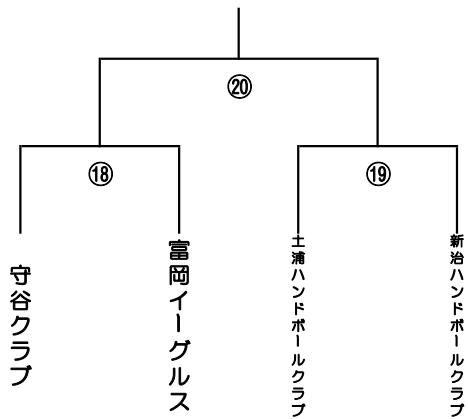 ⑳
⑱
⑲
守谷クラブ
富岡イーグルス
土浦ハンドボールクラブ
新治ハンドボールクラブ